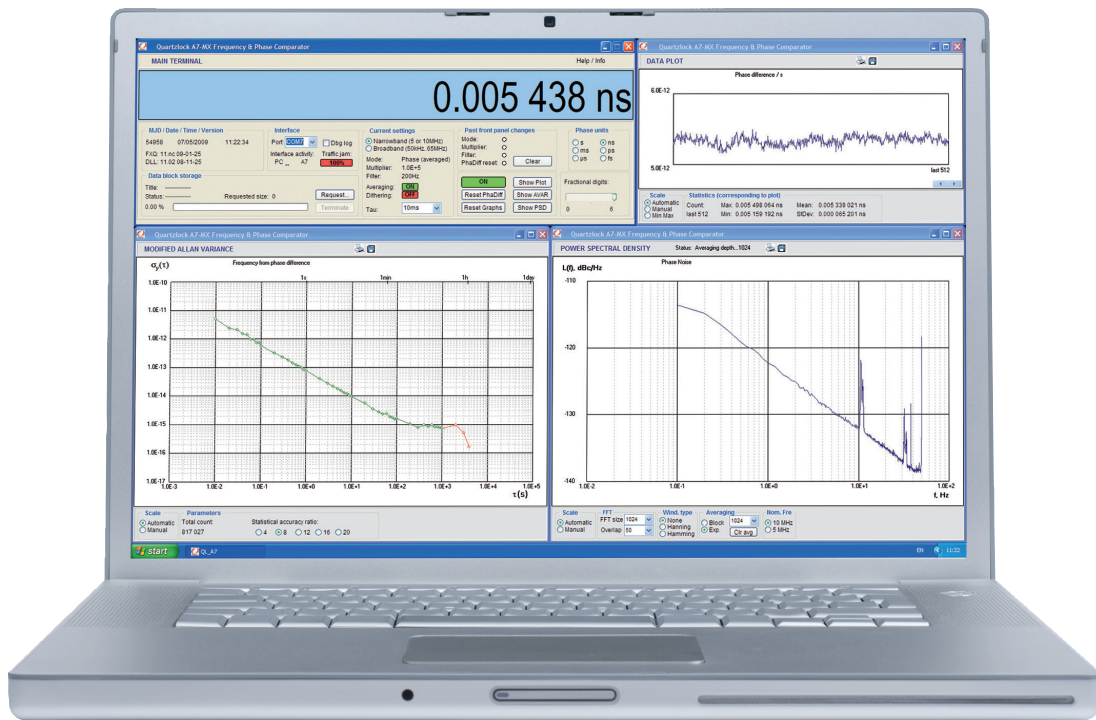 Quartzlock A7-MX Frequency & Phase Comparator
MAIN TERMINAL Help / Info
0.005 438 ns
MJD / Date / Time / Version
54958 07/05/2009 11:22:34
FXQ: 11.nc 09-01-25
DLL: 11.02 08-11-25
Interface
Port: COM7 Dbg log
Interface activity: Traffic jam:
PC _ A7 100%
Data block storage
Title: ------------
Status: ------------ Requested size: 0 Request...
0.00 % Terminate
Current settings
Narrowband (5 or 10MHz)
Broadband (50kHz, 65MHz)
Mode: Phase (averaged)
Multiplier: 1.0E+5
Filter: 200Hz
Averaging: ON
Dithering: OFF
Tau: 10ms
Past front panel changes
Mode:
Multiplier:
Filter:
PhaDiff reset: Clear
ON Show Plot
Reset PhaDiff Show AVAR
Reset Graphs Show PSD
Phase units
s ns
ms ps
µs fs
Fractional digits:
0 6
Quartzlock A7-MX Frequency & Phase Comparator
DATA PLOT
Phase difference / s
6.0E-12
5.0E-12
last 512
Scale
Automatic
Manual
Min Max
Statistics (corresponding to plot)
Count: Max: 0.005 498 064 ns Mean: 0.005 339 021 ns
last 512 Min: 0.005 159 192 ns StDev: 0.000 065 201 ns
Quartzlock A7-MX Frequency & Phase Comparator
MODIFIED ALLAN VARIANCE
σy(τ) Frequency from phase difference
1s 1min 1h 1day
1.0E-10
1.0E-11
1.0E-12
1.0E-13
1.0E-14
1.0E-15
1.0E-16
1.0E-17
1.0E-3 1.0E-2 1.0E-1 1.0E+0 1.0E+1 1.0E+2 1.0E+3 1.0E+4 1.0E+5
τ(s)
Scale
Automatic
Manual
Parameters
Total count:
817 027
Statistical accuracy ratio:
4 8 12 16 20
Quartzlock A7-MX Frequency & Phase Comparator
POWER SPECTRAL DENSITY Status: Averaging depth...1024
L(f), dBc/Hz Phase Noise
-110
-120
-130
-140
1.0E-2 1.0E-1 1.0E+0 1.0E+1 1.0E+2
f, Hz
Scale
Automatic
Manual
FFT
FFT size 1024
Overlap 50
Wind. type
None
Hanning
Hamming
Averaging
Block 1024
Exp. Clr avg
Nom. Fre
10 MHz
5 MHz
start QL_A7 EN 11:22